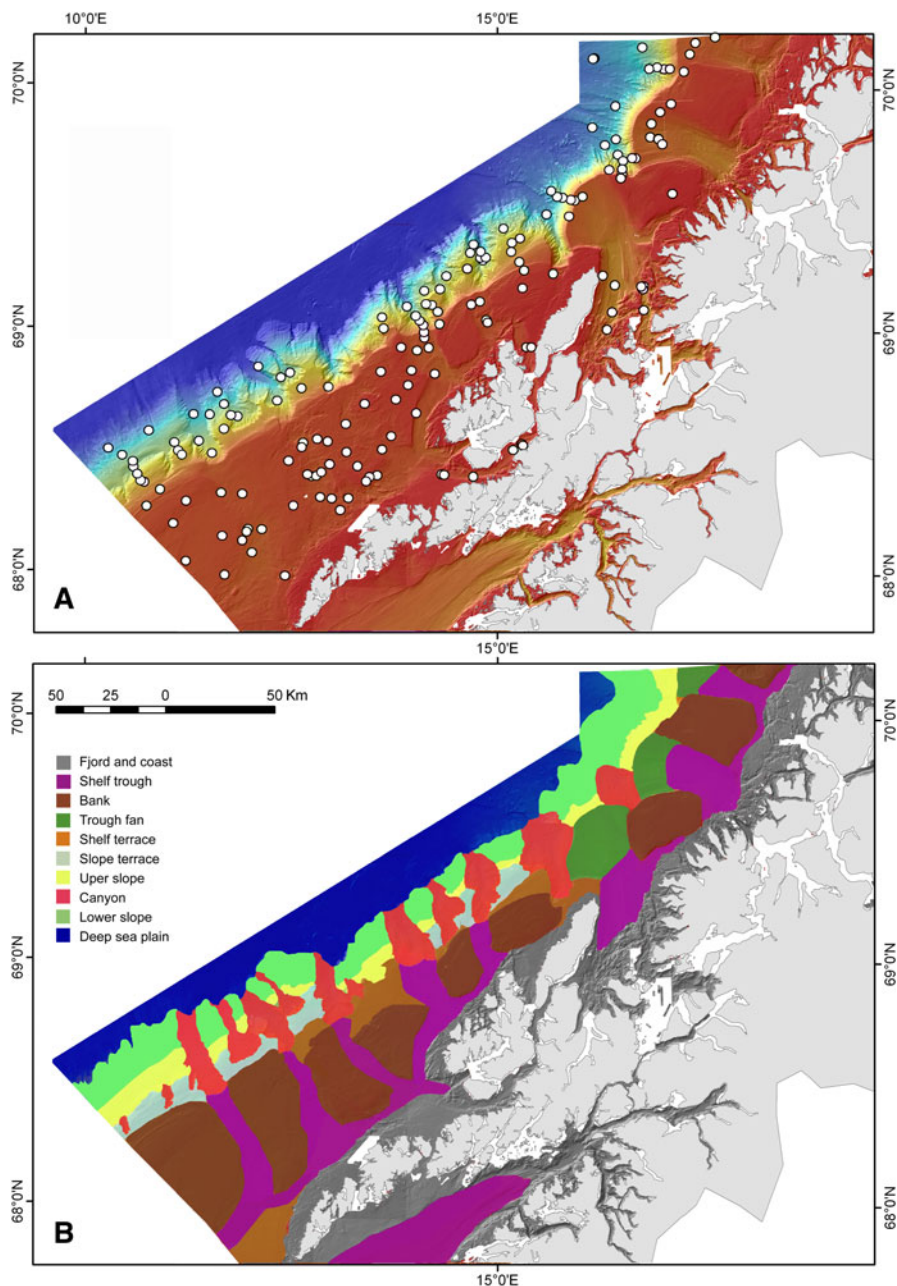 10°0'E 15°0'E
70°0'N 70°0'N
69°0'N 69°0'N
68°0'N 68°0'N
A
15°0'E
50 25 0 50 Km
70°0'N 70°0'N
Fjord and coast
Shelf trough
Bank
Trough fan
Shelf terrace
Slope terrace
Uper slope
Canyon
Lower slope
Deep sea plain
69°0'N 69°0'N
68°0'N 68°0'N
B
15°0'E